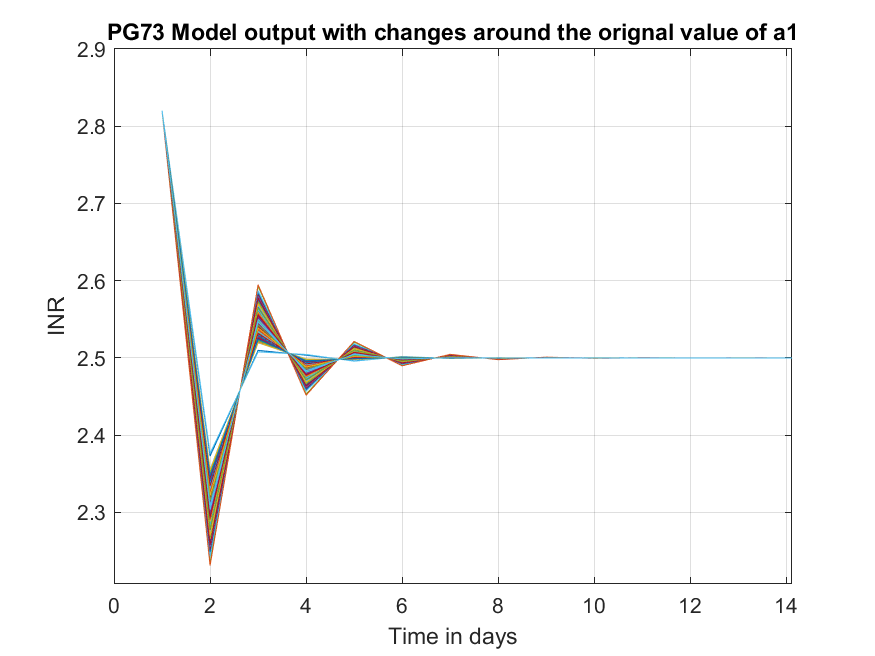 PG73 Model output with changes around the orignal value of a1
2.9
2.8
2.7
2.6
2.5
2.4
2.3
INR
0 2 4 6 8 10 12 14
Time in days